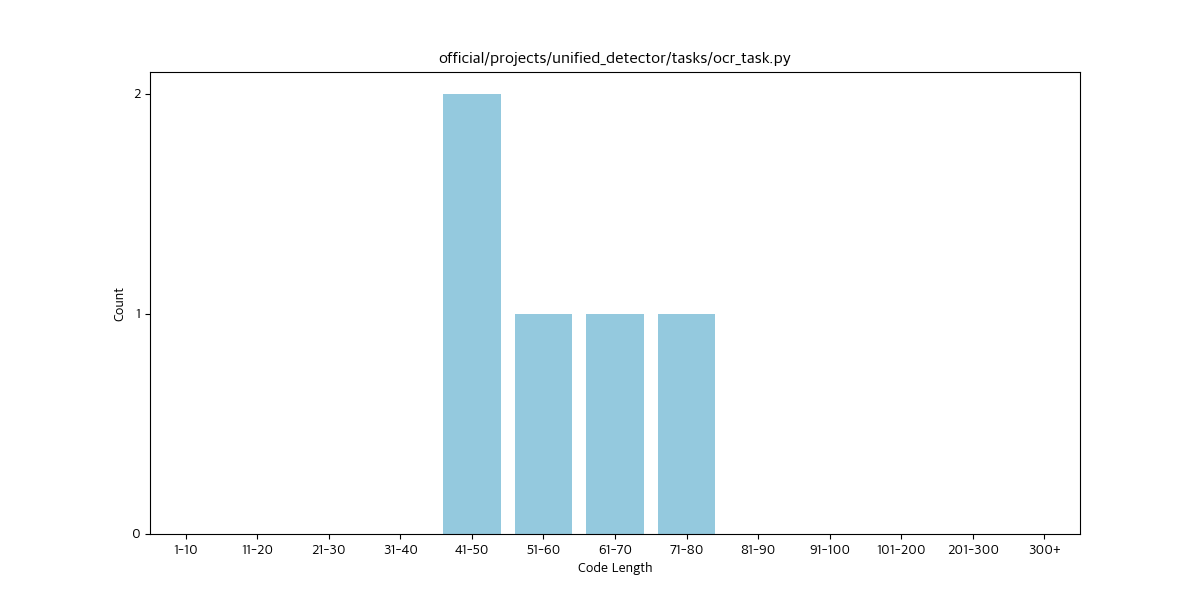 official/projects/unified_detector/tasks/ocr_task.py
2
1
0
Count
1-10 11-20 21-30 31-40 41-50 51-60 61-70 71-80 81-90 91-100 101-200 201-300 300+
Code Length